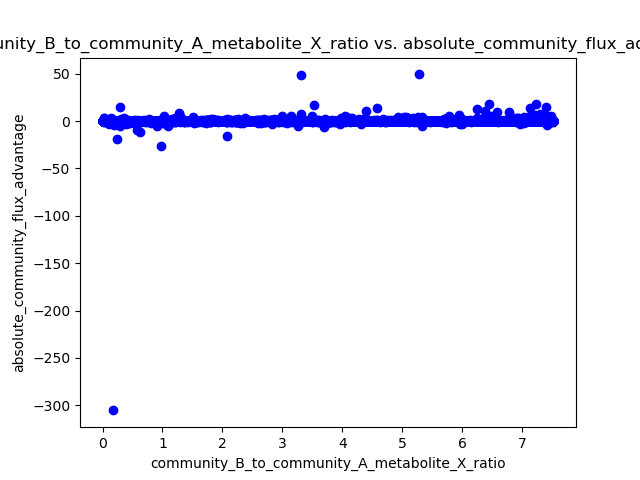 unity_B_to_community_A_metabolite_X_ratio vs. absolute_community_flux_ad
50
0
−50
−100
−150
−200
−250
−300
absolute_community_flux_advantage
0 1 2 3 4 5 6 7
community_B_to_community_A_metabolite_X_ratio